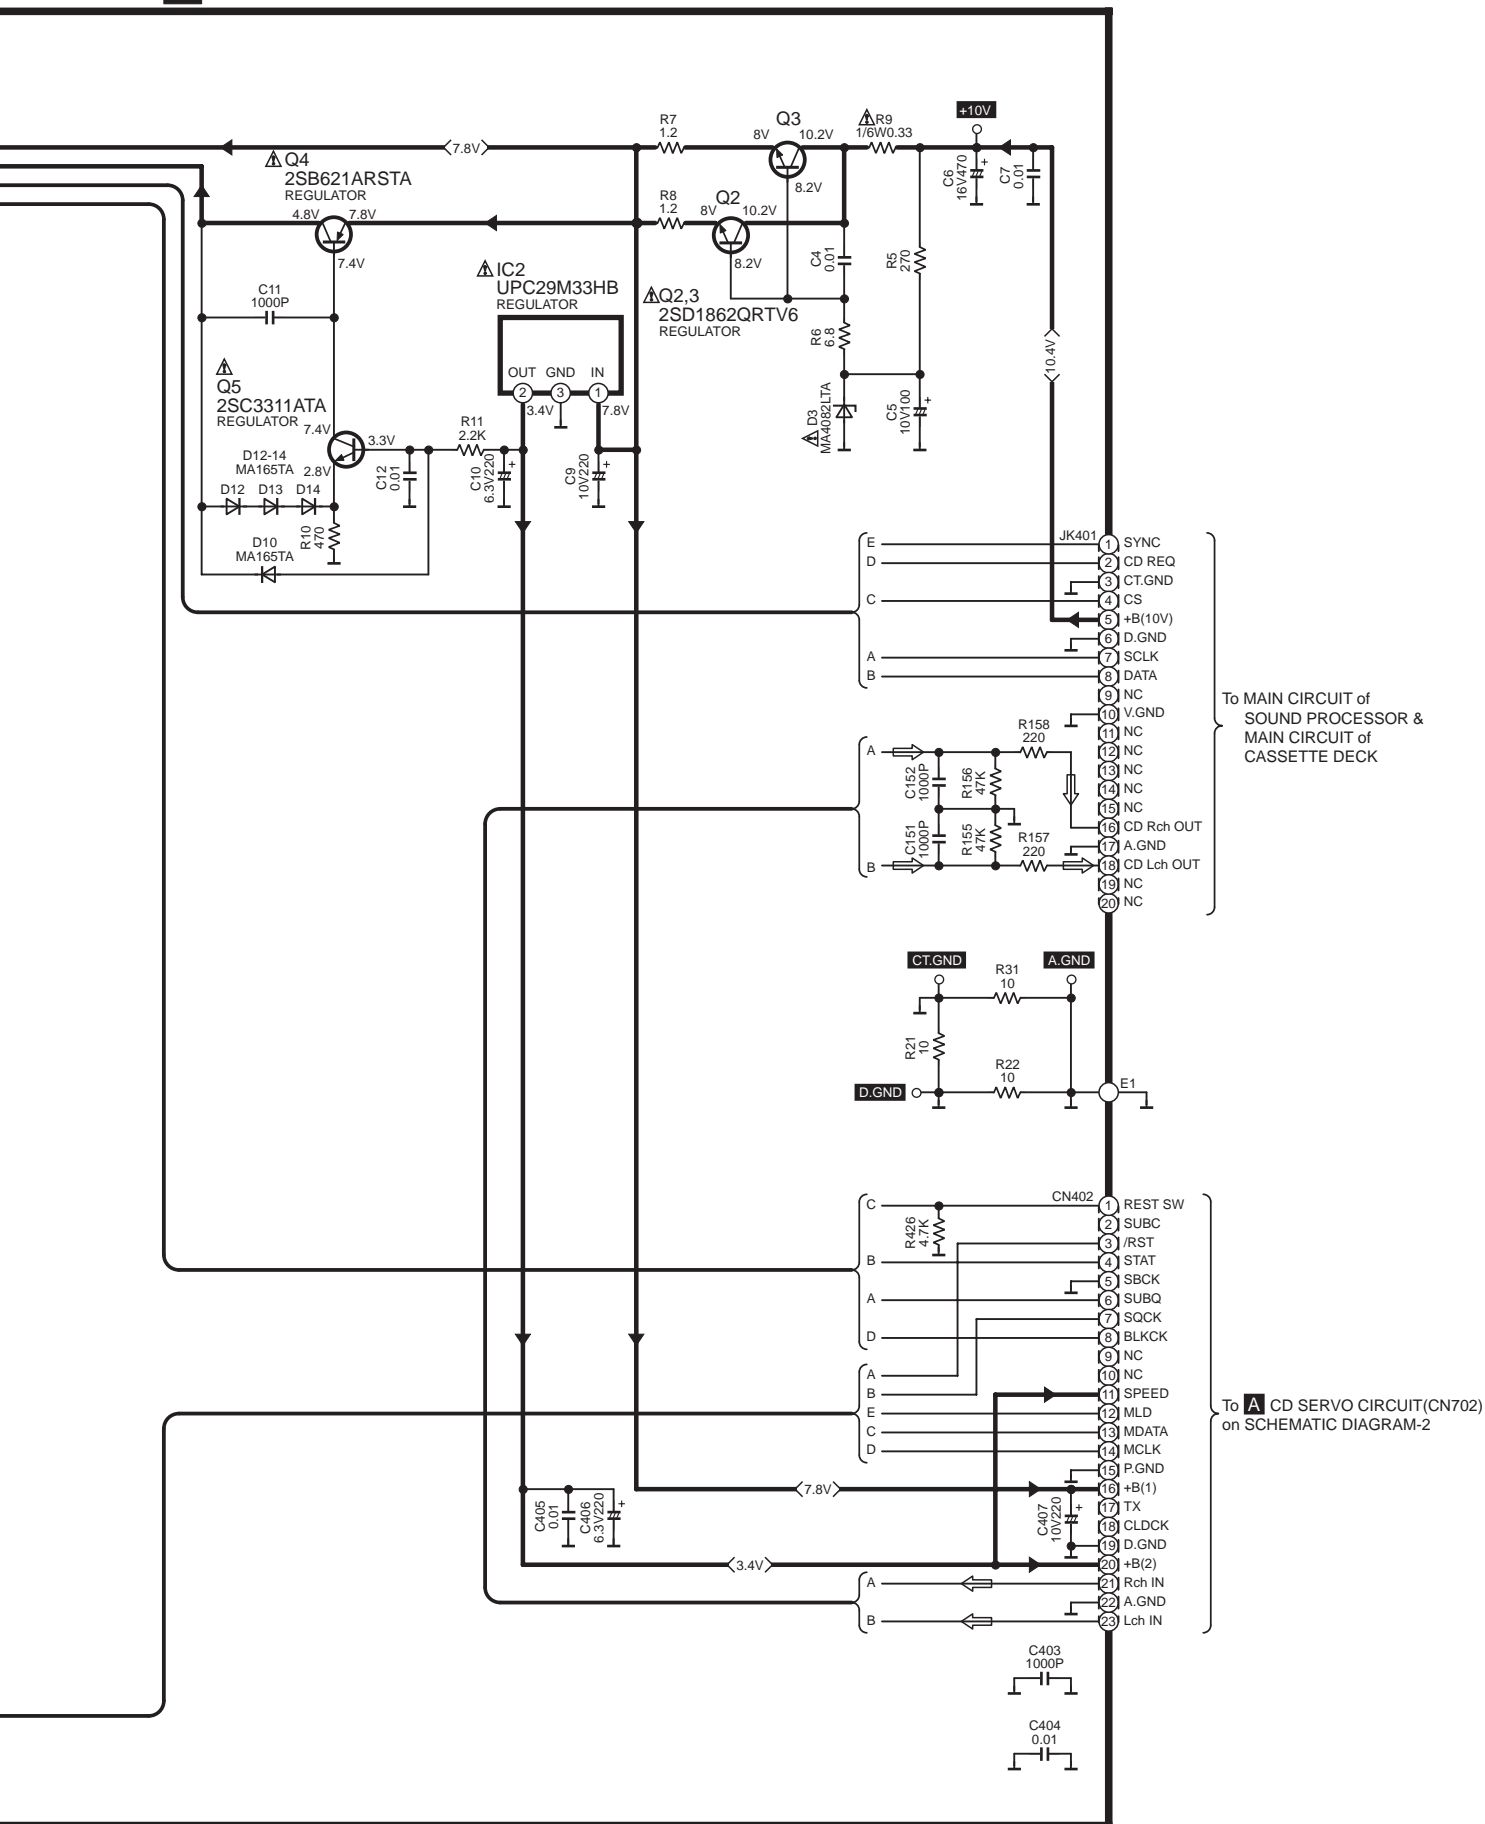 +10V
R7
1.2
Q3
8V
10.2V
8.2V
R9
1/6W0.33
C6
16V470
+
C7
0.01
7.8V
Q4
2SB621ARSTA
REGULATOR
4.8V
7.8V
7.4V
R8
1.2
Q2
8V
10.2V
8.2V
C4
0.01
R5
270
C11
1000P
IC2
UPC29M33HB
REGULATOR
OUT
GND
IN
2
3
1
3.4V
7.8V
Q2,3
2SD1862QRTV6
REGULATOR
R6
6.8
10.4V
D3
MA4082LTA
C5
10V100
+
Q5
2SC3311ATA
REGULATOR
7.4V
3.3V
2.8V
R11
2.2K
D12-14
MA165TA
D12
D13
D14
C12
0.01
C10
6.3V220
+
C9
10V220
+
R10
470
D10
MA165TA
JK401
E
D
C
A
B
1 SYNC
2 CD REQ
3 CT.GND
4 CS
5 +B(10V)
6 D.GND
7 SCLK
8 DATA
9 NC
10 V.GND
11 NC
12 NC
13 NC
14 NC
15 NC
16 CD Rch OUT
17 A.GND
18 CD Lch OUT
19 NC
20 NC
To MAIN CIRCUIT of
SOUND PROCESSOR &
MAIN CIRCUIT of
CASSETTE DECK
A
B
C152
1000P
R156
47K
R158
220
C151
1000P
R155
47K
R157
220
CT.GND
R31
10
A.GND
R21
10
R22
10
D.GND
E1
CN402
C
B
A
D
R426
4.7K
A
B
E
C
D
1 REST SW
2 SUBC
3 /RST
4 STAT
5 SBCK
6 SUBQ
7 SQCK
8 BLKCK
9 NC
10 NC
11 SPEED
12 MLD
13 MDATA
14 MCLK
15 P.GND
16 +B(1)
17 TX
18 CLDCK
19 D.GND
20 +B(2)
21 Rch IN
22 A.GND
23 Lch IN
To A CD SERVO CIRCUIT(CN702)
on SCHEMATIC DIAGRAM-2
7.8V
C405
0.01
C406
6.3V220
+
C407
10V220
+
3.4V
A
B
C403
1000P
C404
0.01